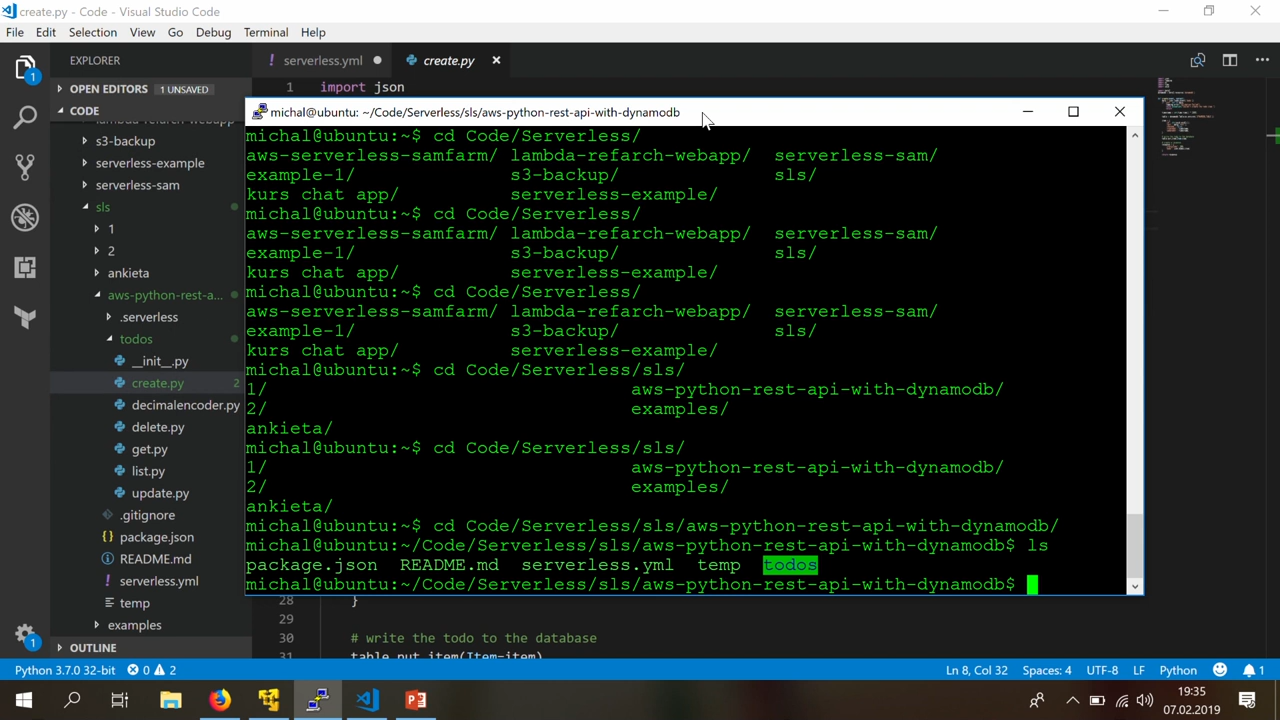 create.py - Code - Visual Studio Code
File Edit Selection View Go Debug Terminal Help
EXPLORER
! serverless.yml
create.py
OPEN EDITORS 1 UNSAVED
CODE
s3-backup
serverless-example
serverless-sam
sls
1
2
ankieta
aws-python-rest-a...
.serverless
todos
__init__.py
create.py 2
decimalencoder.py
delete.py
get.py
list.py
update.py
.gitignore
{} package.json
README.md
! serverless.yml
temp
examples
OUTLINE
1
1
1 import json
michal@ubuntu: ~/Code/Serverless/sls/aws-python-rest-api-with-dynamodb
michal@ubuntu:~$ cd Code/Serverless/
aws-serverless-samfarm/ lambda-refarch-webapp/ serverless-sam/
example-1/ s3-backup/ sls/
kurs chat app/ serverless-example/
michal@ubuntu:~$ cd Code/Serverless/
aws-serverless-samfarm/ lambda-refarch-webapp/ serverless-sam/
example-1/ s3-backup/ sls/
kurs chat app/ serverless-example/
michal@ubuntu:~$ cd Code/Serverless/
aws-serverless-samfarm/ lambda-refarch-webapp/ serverless-sam/
example-1/ s3-backup/ sls/
kurs chat app/ serverless-example/
michal@ubuntu:~$ cd Code/Serverless/sls/
1/ aws-python-rest-api-with-dynamodb/
2/ examples/
ankieta/
michal@ubuntu:~$ cd Code/Serverless/sls/
1/ aws-python-rest-api-with-dynamodb/
2/ examples/
ankieta/
michal@ubuntu:~$ cd Code/Serverless/sls/aws-python-rest-api-with-dynamodb/
michal@ubuntu:~/Code/Serverless/sls/aws-python-rest-api-with-dynamodb$ ls
package.json README.md serverless.yml temp todos
michal@ubuntu:~/Code/Serverless/sls/aws-python-rest-api-with-dynamodb$
28 }
29
30 # write the todo to the database
31 table.put_item(Item=item)
Python 3.7.0 32-bit 0 2
Ln 8, Col 32 Spaces: 4 UTF-8 LF Python 1
19:35
07.02.2019